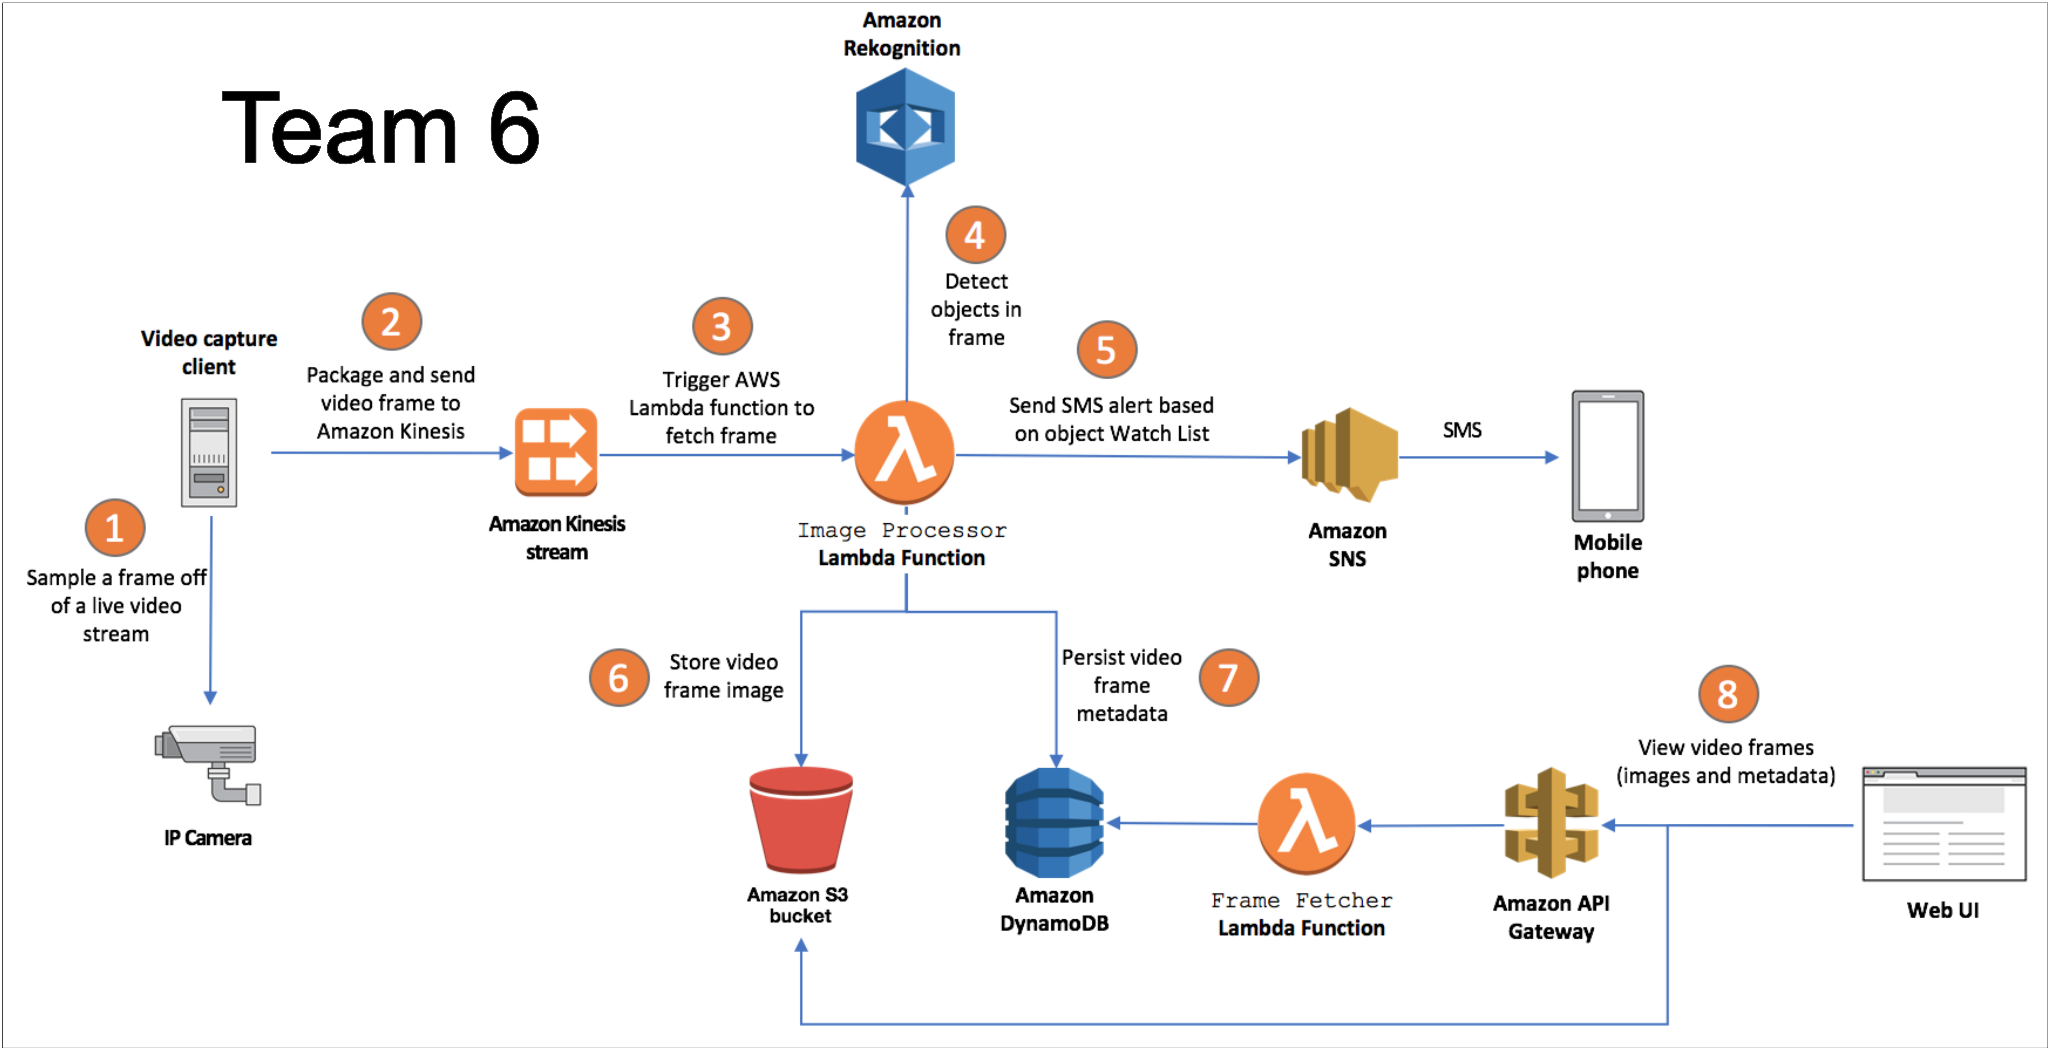 Team 6
Amazon
Rekognition
4
Detect
objects in
frame
Video capture
client
2
Package and send
video frame to
Amazon Kinesis
3
Trigger AWS
Lambda function to
fetch frame
5
Send SMS alert based
on object Watch List
SMS
1
Sample a frame off
of a live video
stream
Amazon Kinesis
stream
Image Processor
Lambda Function
Amazon
SNS
Mobile
phone
6
Store video
frame image
Persist video
frame
metadata
7
8
View video frames
(images and metadata)
IP Camera
Amazon S3
bucket
Amazon
DynamoDB
Frame Fetcher
Lambda Function
Amazon API
Gateway
Web UI